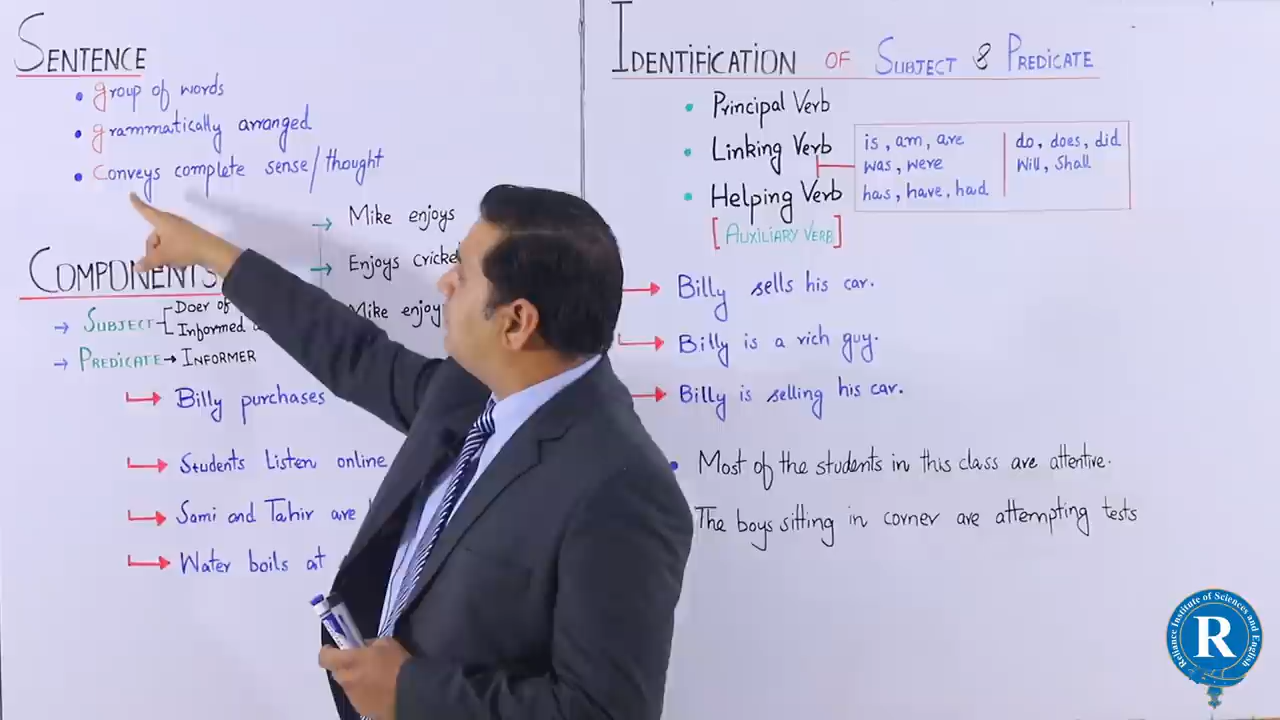 SENTENCE
group of words
grammatically arranged
conveys complete sense/thought
Mike enjoys
Enjoys
Mike enjoy
COMPONENTS
SUBJECT
Doer of
Informed
PREDICATE → INFORMER
Billy purchases
Students Listen online
Sami and Tahir are
Water boils at
IDENTIFICATION OF SUBJECT & PREDICATE
Principal Verb
Linking Verb
Helping Verb
[AUXILIARY VERB]
is, am, are
was, were
has, have, had
do, does, did
Will, Shall
Billy sells his car.
Billy is a rich guy.
Billy is selling his car.
Most of the students in this class are attentive.
The boys sitting in corner are attempting tests
Reliance Institute of Sciences and English
R